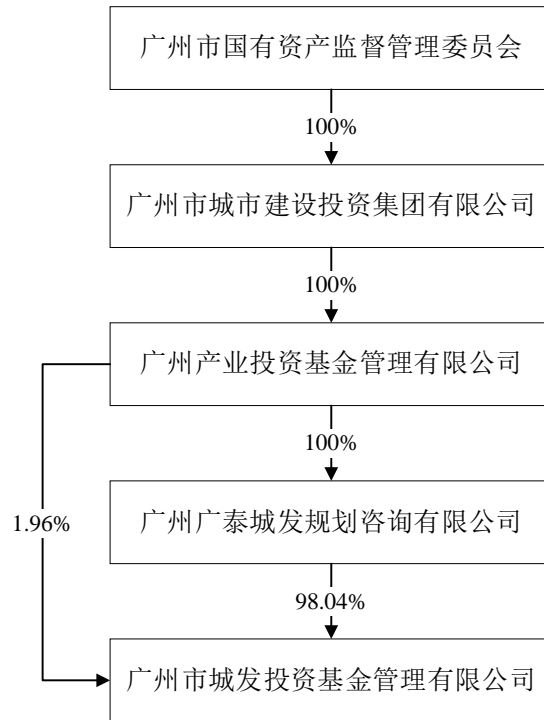 广州市国有资产监督管理委员会
100%
广州市城市建设投资集团有限公司
100%
广州产业投资基金管理有限公司
100%
广州广泰城发规划咨询有限公司
1.96%
98.04%
广州市城发投资基金管理有限公司